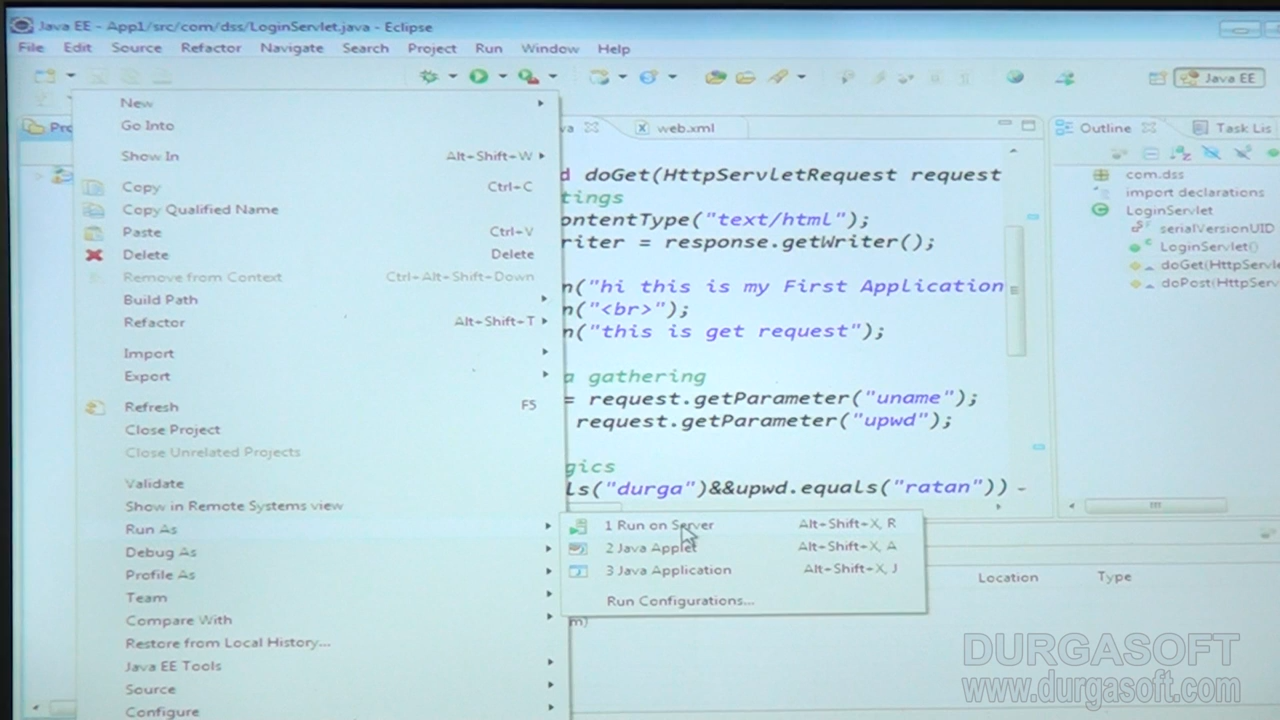 Java EE - App1/src/com/dss/LoginServlet.java - Eclipse
File Edit Source Refactor Navigate Search Project Run Window Help
Java EE
New
Go Into
Show In Alt+Shift+W
Copy Ctrl+C
Copy Qualified Name
Paste Ctrl+V
Delete Delete
Remove from Context Ctrl+Alt+Shift+Down
Build Path
Refactor Alt+Shift+T
Import
Export
Refresh F5
Close Project
Close Unrelated Projects
Validate
Show in Remote Systems view
Run As
Debug As
Profile As
Team
Compare With
Restore from Local History...
Java EE Tools
Source
Configure
1 Run on Server Alt+Shift+X, R
2 Java Applet Alt+Shift+X, A
3 Java Application Alt+Shift+X, J
Run Configurations...
web.xml
d doGet(HttpServletRequest request
tings
ontentType("text/html");
riter = response.getWriter();
n("hi this is my First Application
n("<br>");
n("this is get request");
a gathering
= request.getParameter("uname");
request.getParameter("upwd");
gics
ls("durga")&&upwd.equals("ratan"))
Outline Task Lis
com.dss
import declarations
LoginServlet
serialVersionUID
LoginServlet()
doGet(HttpServle
doPost(HttpServ
Location Type
DURGASOFT
www.durgasoft.com